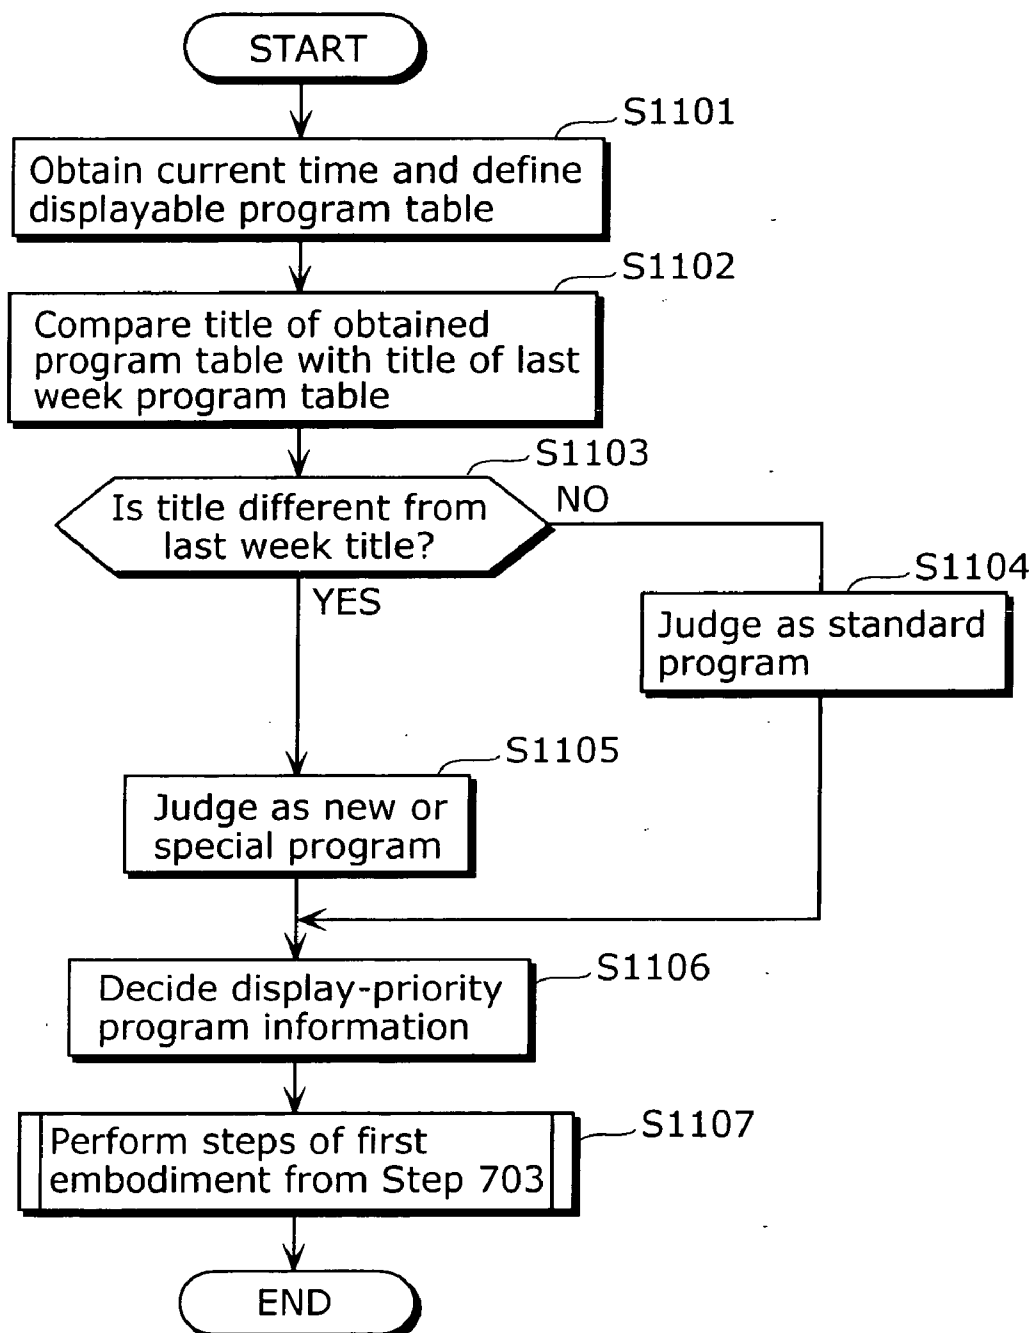 START
S1101
Obtain current time and define
displayable program table
S1102
Compare title of obtained
program table with title of last
week program table
S1103
Is title different from
last week title?
NO
YES
S1104
Judge as standard
program
S1105
Judge as new or
special program
S1106
Decide display-priority
program information
S1107
Perform steps of first
embodiment from Step 703
END